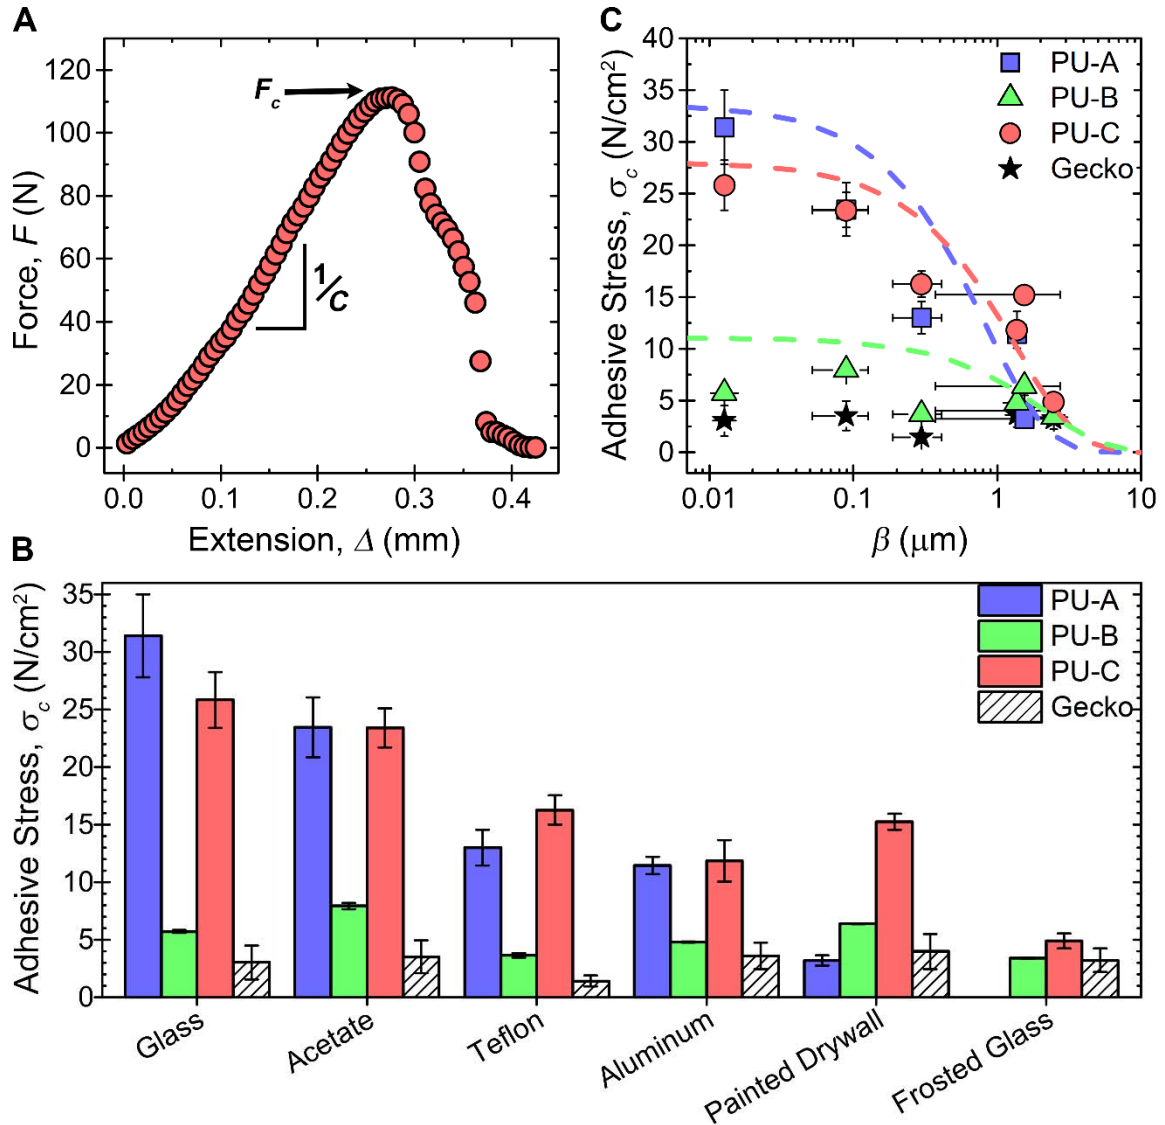 A
120
100
80
60
40
20
0
Force, F (N)
F_c
1/C
0.0 0.1 0.2 0.3 0.4
Extension, Δ (mm)
C
40
35
30
25
20
15
10
5
0
Adhesive Stress, σ_c (N/cm²)
PU-A
PU-B
PU-C
Gecko
0.01 0.1 1 10
β (μm)
B
35
30
25
20
15
10
5
0
Adhesive Stress, σ_c (N/cm²)
PU-A
PU-B
PU-C
Gecko
Glass
Acetate
Teflon
Aluminum
Painted Drywall
Frosted Glass